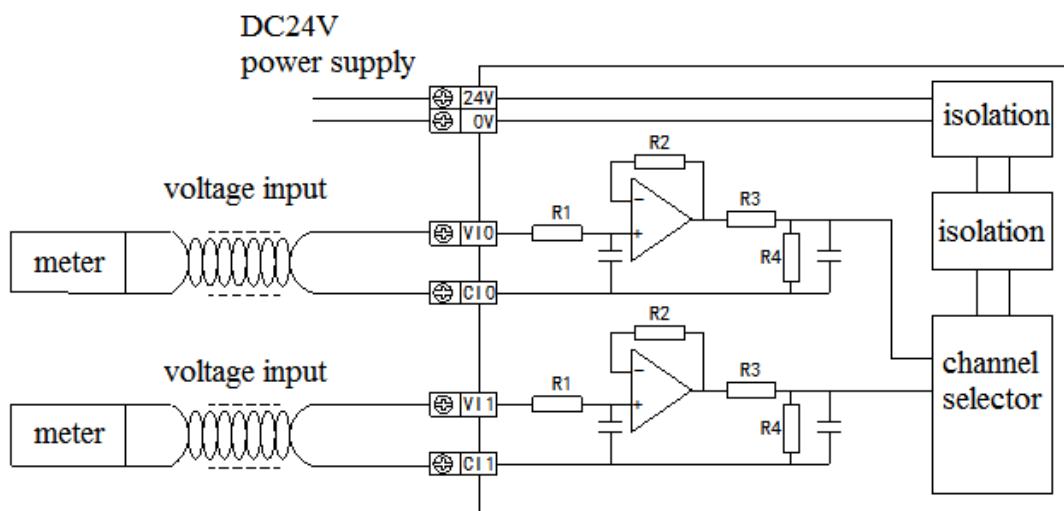 DC24V
power supply
24V
0V
isolation
R2
voltage input
R1
R3
VI0
−
+
isolation
meter
R4
CI0
R2
voltage input
R1
R3
channel
selector
VI1
−
+
meter
R4
CI1